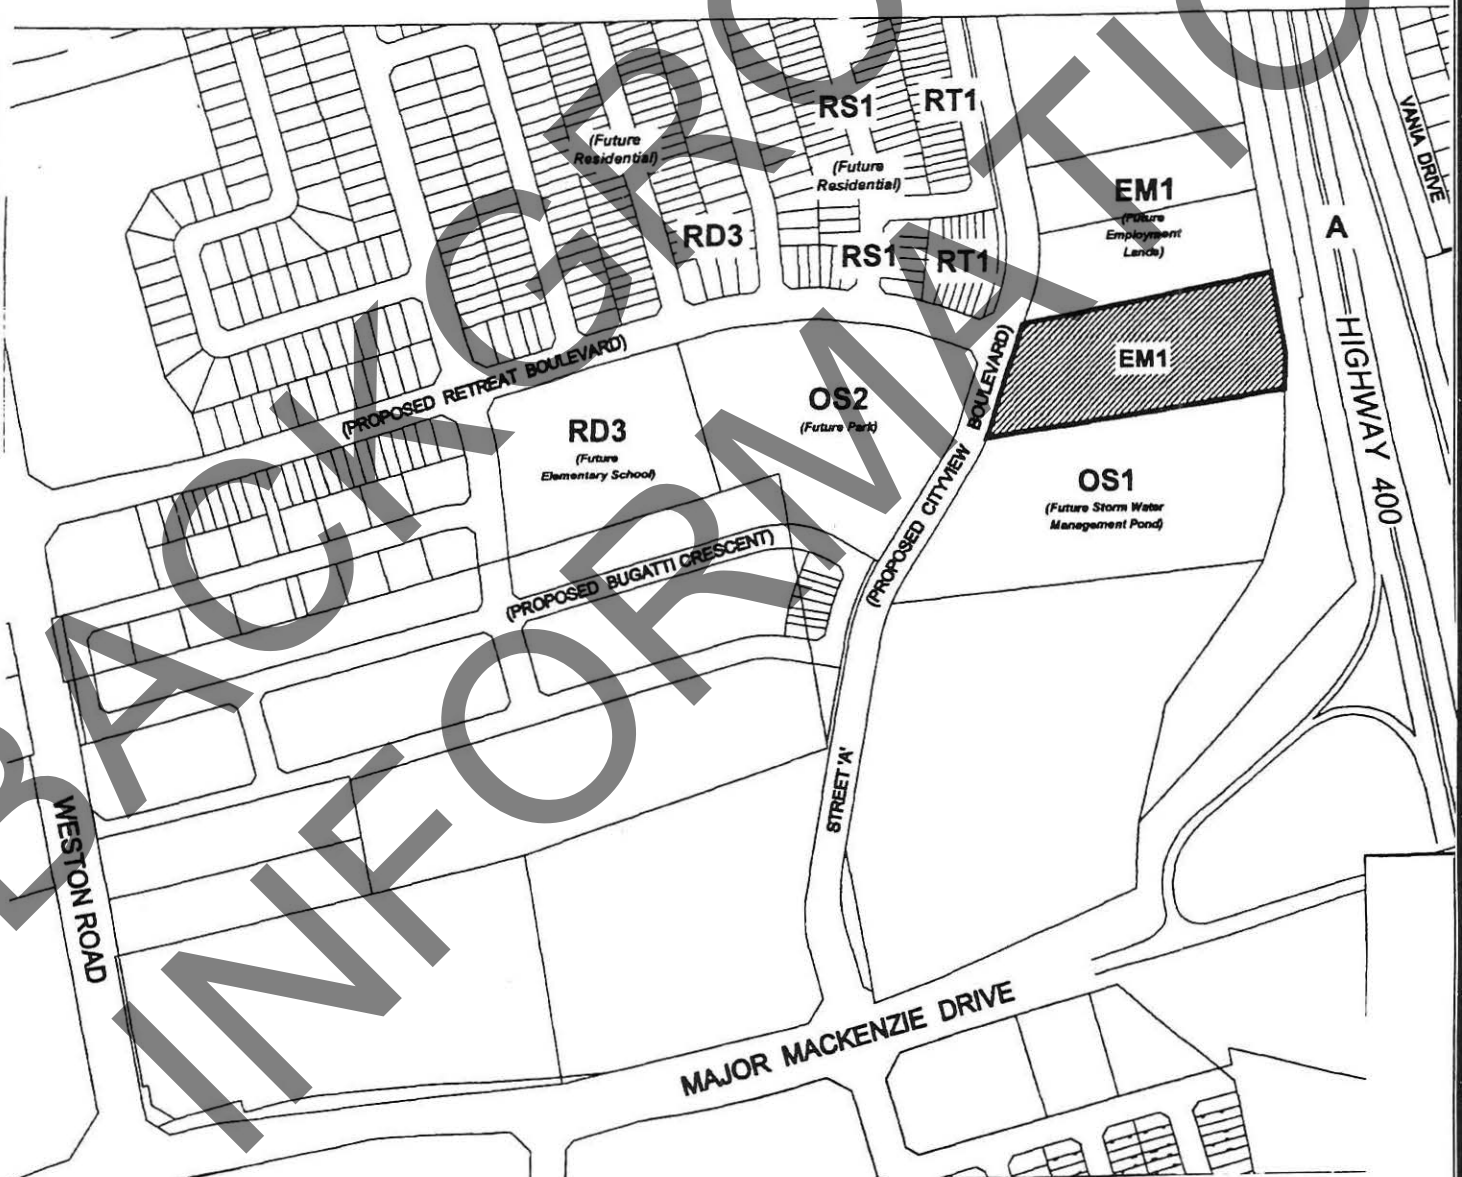 BACKGRO
INFORMATIO
RS1
RT1
VANIA DRIVE
(Future
Residential)
(Future
Residential)
EM1
(Future
Employment
Lands)
A
RD3
RS1
RT1
HIGHWAY 400
EM1
(PROPOSED RETREAT BOULEVARD)
OS2
(Future Park)
RD3
(Future
Elementary School)
(PROPOSED CITYVIEW BOULEVARD)
OS1
(Future Storm Water
Management Pond)
(PROPOSED BUGATTI CRESCENT)
STREET 'A'
WESTON ROAD
MAJOR MACKENZIE DRIVE